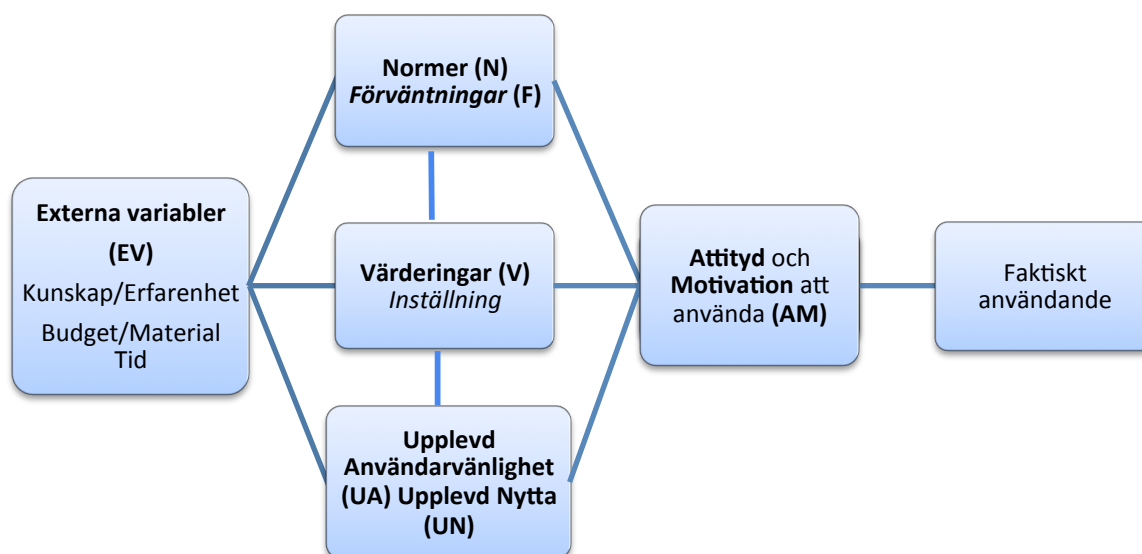 Normer (N)
Förväntningar (F)
Externa variabler
(EV)
Kunskap/Erfarenhet
Budget/Material
Tid
Värderingar (V)
Inställning
Upplevd
Användarvänlighet
(UA) Upplevd Nytta
(UN)
Attityd och
Motivation att
använda (AM)
Faktiskt
användande